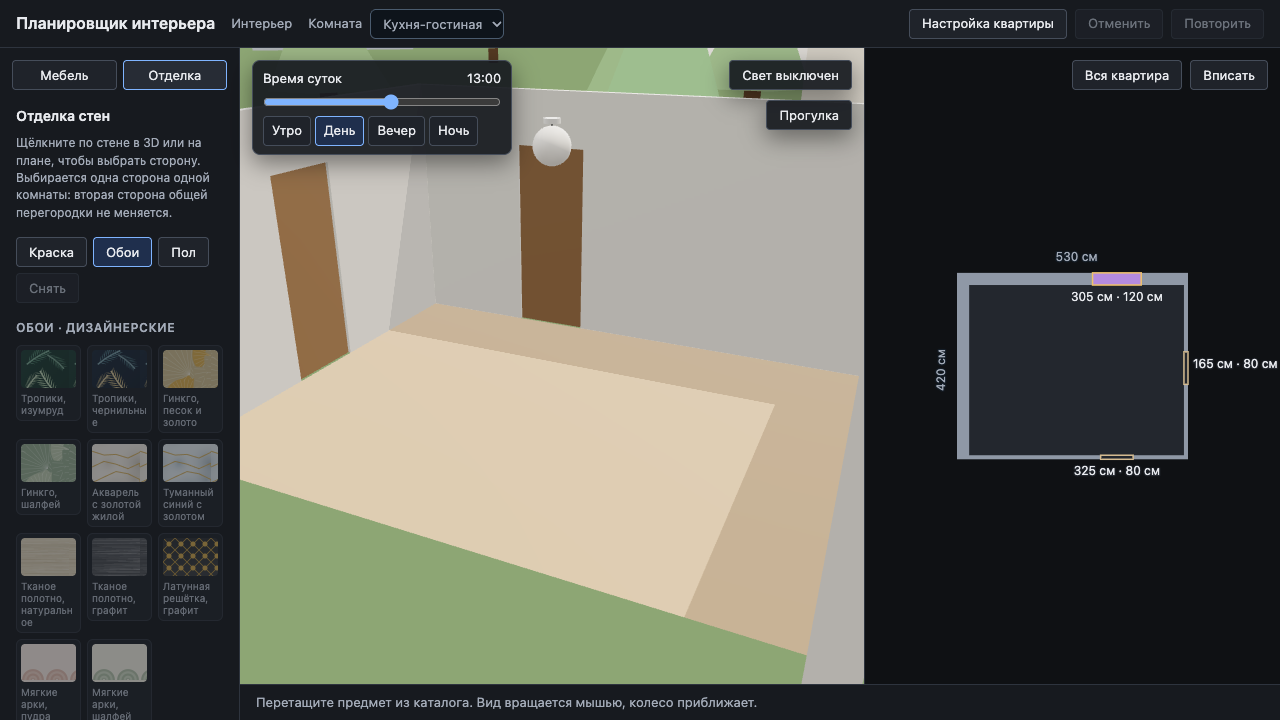 Планировщик интерьера
Интерьер
Комната
Кухня-гостиная
Настройка квартиры
Отменить
Повторить
Мебель
Отделка
Отделка стен
Щёлкните по стене в 3D или на
плане, чтобы выбрать сторону.
Выбирается одна сторона одной
комнаты: вторая сторона общей
перегородки не меняется.
Краска
Обои
Пол
Снять
ОБОИ · ДИЗАЙНЕРСКИЕ
Тропики,
изумруд
Тропики,
чернильны
е
Гинкго,
песок и
золото
Гинкго,
шалфей
Акварель
с золотой
жилой
Туманный
синий с
золотом
Тканое
полотно,
натуральн
ое
Тканое
полотно,
графит
Латунная
решётка,
графит
Мягкие
арки,
пудра
Мягкие
арки,
шалфей
Время суток
13:00
Утро
День
Вечер
Ночь
Свет выключен
Прогулка
Вся квартира
Вписать
530 см
305 см · 120 см
165 см · 80 см
420 см
325 см · 80 см
Перетащите предмет из каталога. Вид вращается мышью, колесо приближает.